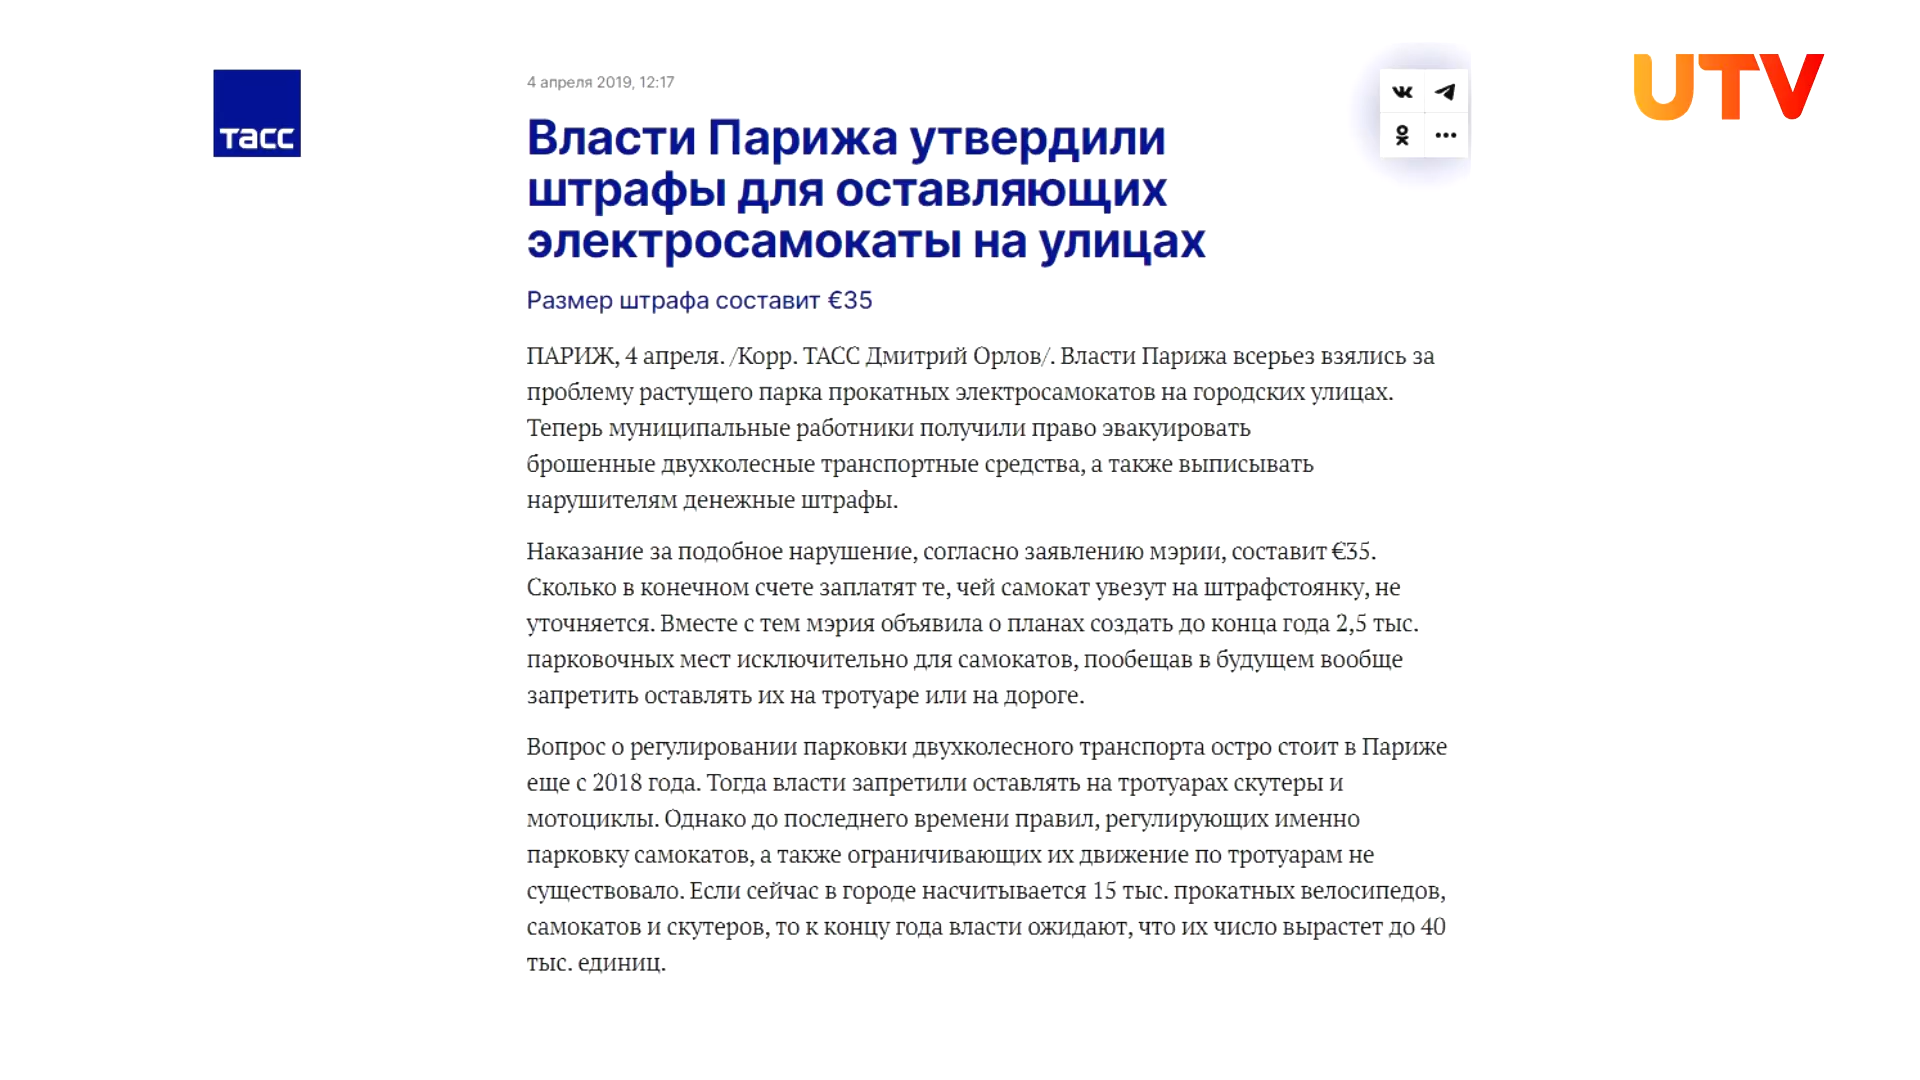 тасс
4 апреля 2019, 12:17
UTV
Власти Парижа утвердили
штрафы для оставляющих
электросамокаты на улицах
Размер штрафа составит €35
ПАРИЖ, 4 апреля. /Корр. ТАСС Дмитрий Орлов/. Власти Парижа всерьез взялись за
проблему растущего парка прокатных электросамокатов на городских улицах.
Теперь муниципальные работники получили право эвакуировать
брошенные двухколесные транспортные средства, а также выписывать
нарушителям денежные штрафы.
Наказание за подобное нарушение, согласно заявлению мэрии, составит €35.
Сколько в конечном счете заплатят те, чей самокат увезут на штрафстоянку, не
уточняется. Вместе с тем мэрия объявила о планах создать до конца года 2,5 тыс.
парковочных мест исключительно для самокатов, пообещав в будущем вообще
запретить оставлять их на тротуаре или на дороге.
Вопрос о регулировании парковки двухколесного транспорта остро стоит в Париже
еще с 2018 года. Тогда власти запретили оставлять на тротуарах скутеры и
мотоциклы. Однако до последнего времени правил, регулирующих именно
парковку самокатов, а также ограничивающих их движение по тротуарам не
существовало. Если сейчас в городе насчитывается 15 тыс. прокатных велосипедов,
самокатов и скутеров, то к концу года власти ожидают, что их число вырастет до 40
тыс. единиц.